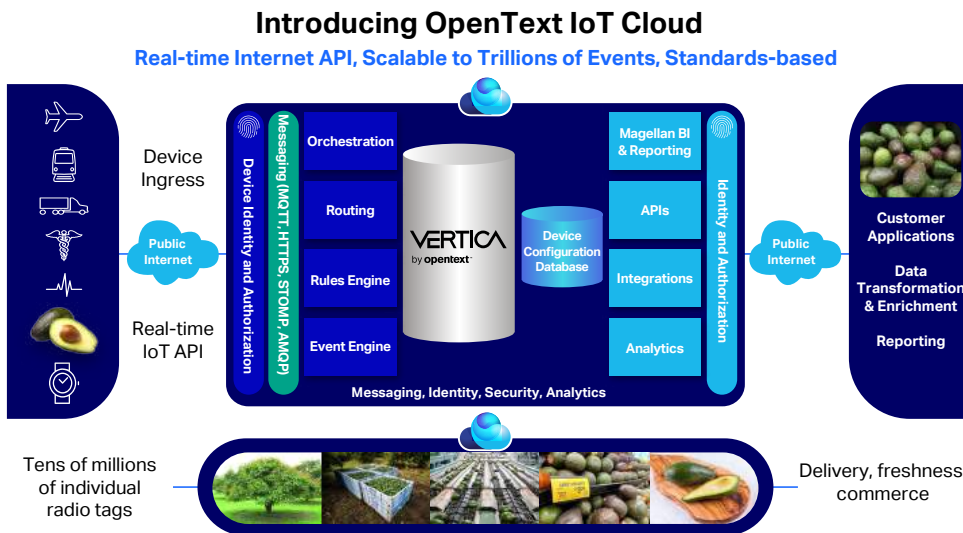 Introducing OpenText IoT Cloud
Real-time Internet API, Scalable to Trillions of Events, Standards-based
Device
Ingress
Public
Internet
Real-time
IoT API
Device Identity and Authorization
Messaging (MQTT, HTTPS, STOMP, AMQP)
Orchestration
Routing
Rules Engine
Event Engine
VERTICA
by opentext™
Device
Configuration
Database
Magellan BI
& Reporting
APIs
Integrations
Analytics
Identity and Authorization
Messaging, Identity, Security, Analytics
Public
Internet
Customer
Applications
Data
Transformation
& Enrichment
Reporting
Tens of millions
of individual
radio tags
Delivery, freshness
commerce